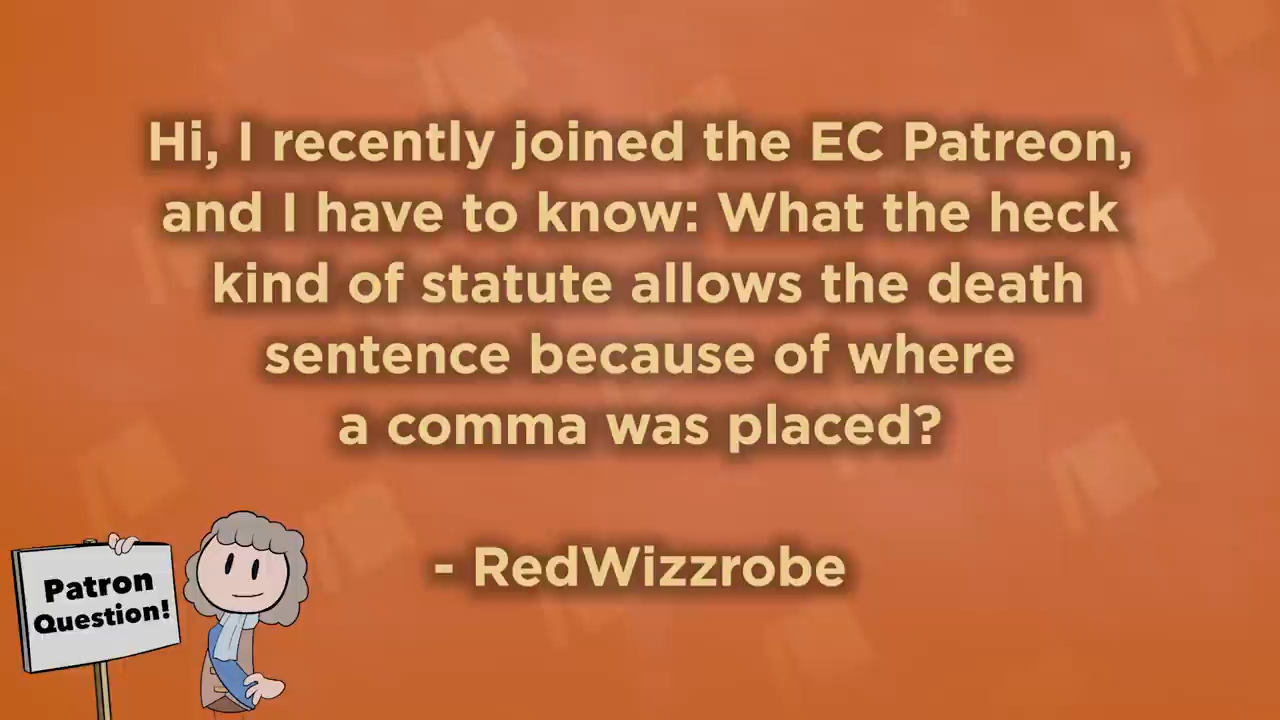 Hi, I recently joined the EC Patreon,
and I have to know: What the heck
kind of statute allows the death
sentence because of where
a comma was placed?
- RedWizzrobe
Patron
Question!